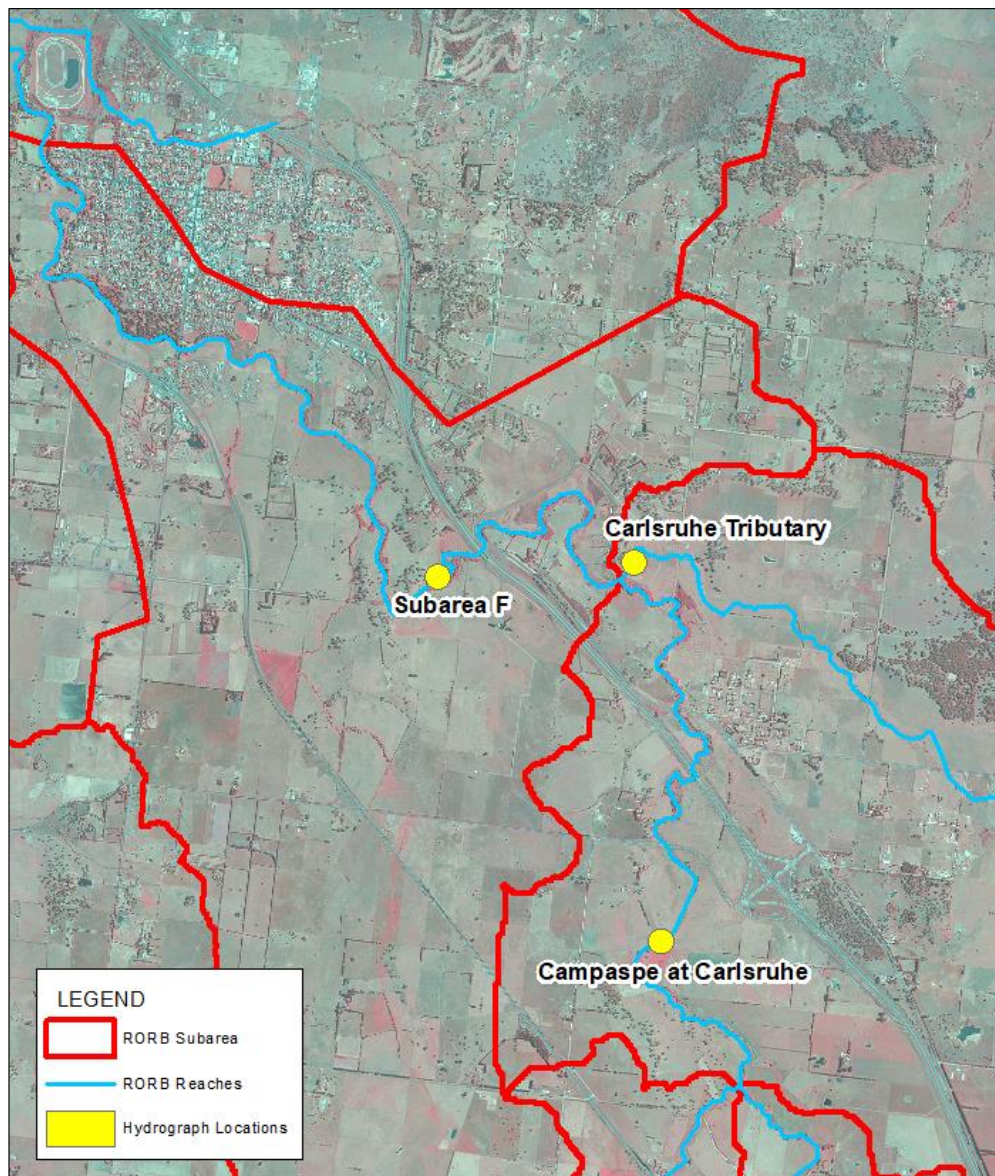 Carlsruhe Tributary
Subarea F
Campaspe at Carlsruhe
LEGEND
RORB Subarea
RORB Reaches
Hydrograph Locations